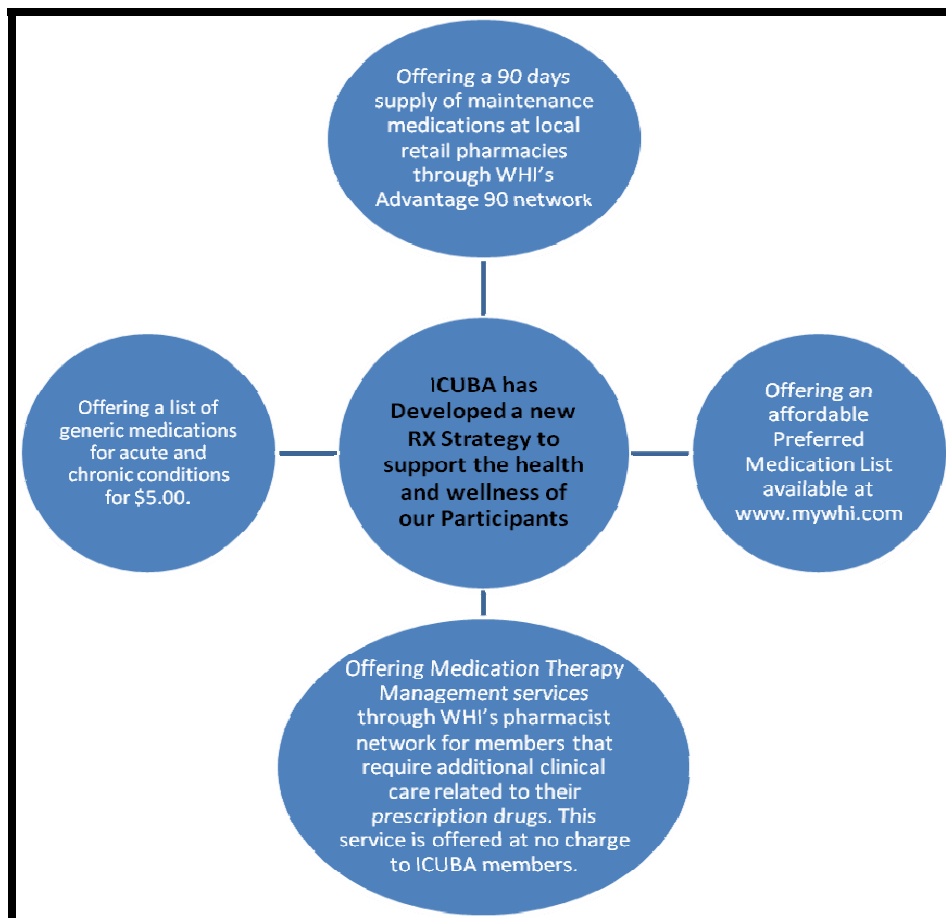 Offering a 90 days
supply of maintenance
medications at local
retail pharmacies
through WHI's
Advantage 90 network
Offering a list of
generic medications
for acute and
chronic conditions
for $5.00.
ICUBA has
Developed a new
RX Strategy to
support the health
and wellness of
our Participants
Offering an
affordable
Preferred
Medication List
available at
www.mywhi.com
Offering Medication Therapy
Management services
through WHI's pharmacist
network for members that
require additional clinical
care related to their
prescription drugs. This
service is offered at no charge
to ICUBA members.